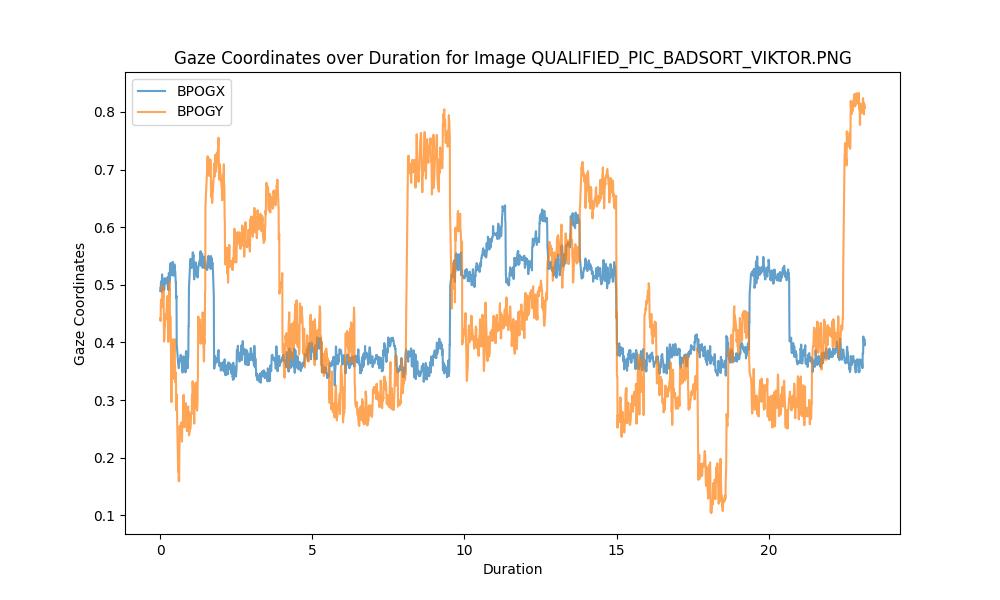 Gaze Coordinates over Duration for Image QUALIFIED_PIC_BADSORT_VIKTOR.PNG
BPOGX
BPOGY
0.8
0.7
0.6
0.5
0.4
0.3
0.2
0.1
Gaze Coordinates
0 5 10 15 20
Duration